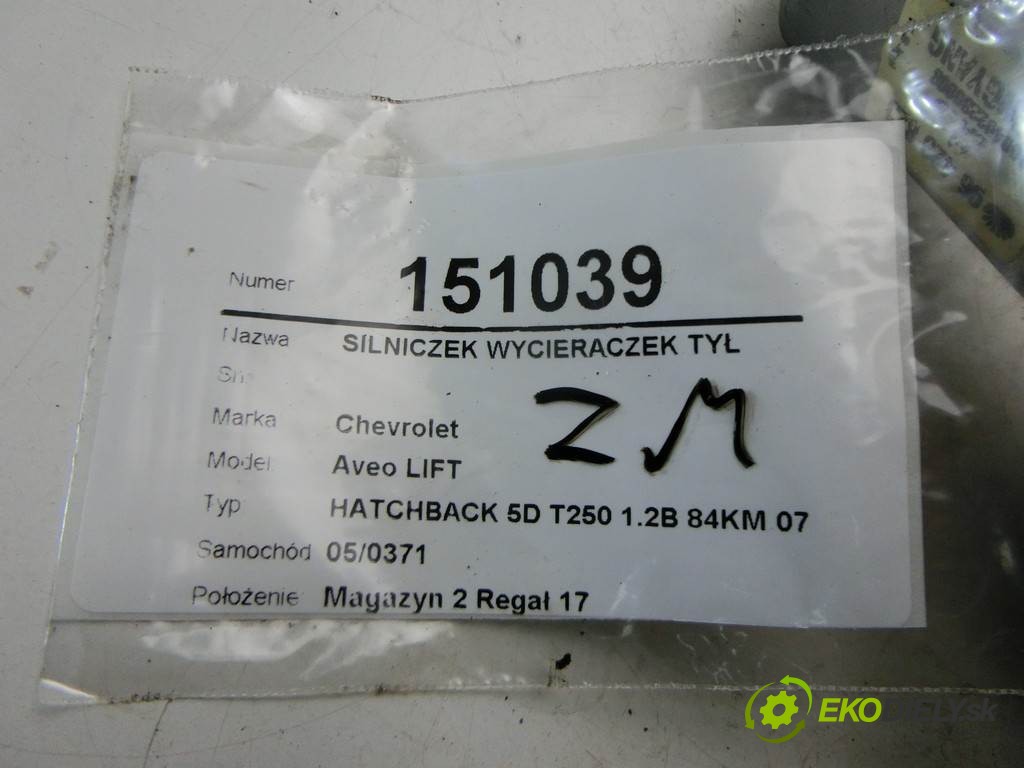 Numer 151039
Nazwa SILNICZEK WYCIERACZEK TYŁ
Marka Chevrolet
ZM
Model Aveo LIFT
Typ HATCHBACK 5D T250 1.2B 84KM 07
Samochód 05/0371
Położenie Magazyn 2 Regał 17
EKO